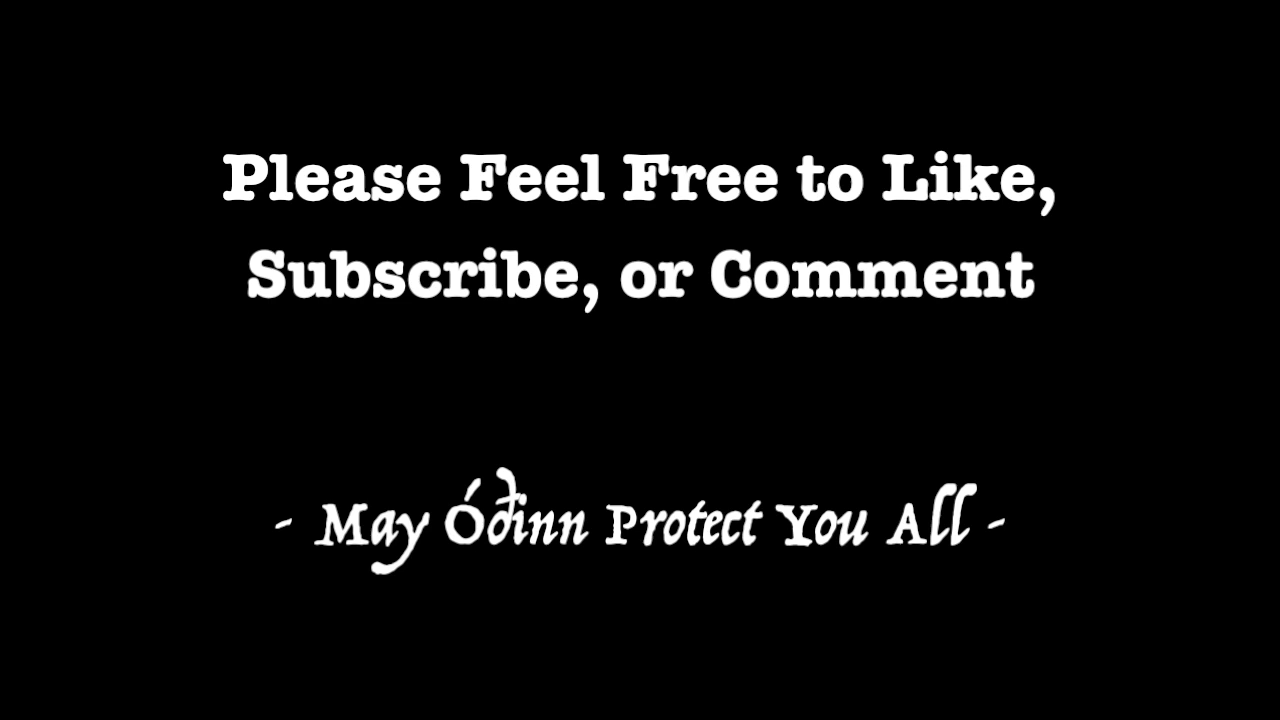 Please Feel Free to Like,
Subscribe, or Comment
- May Óðinn Protect You All -